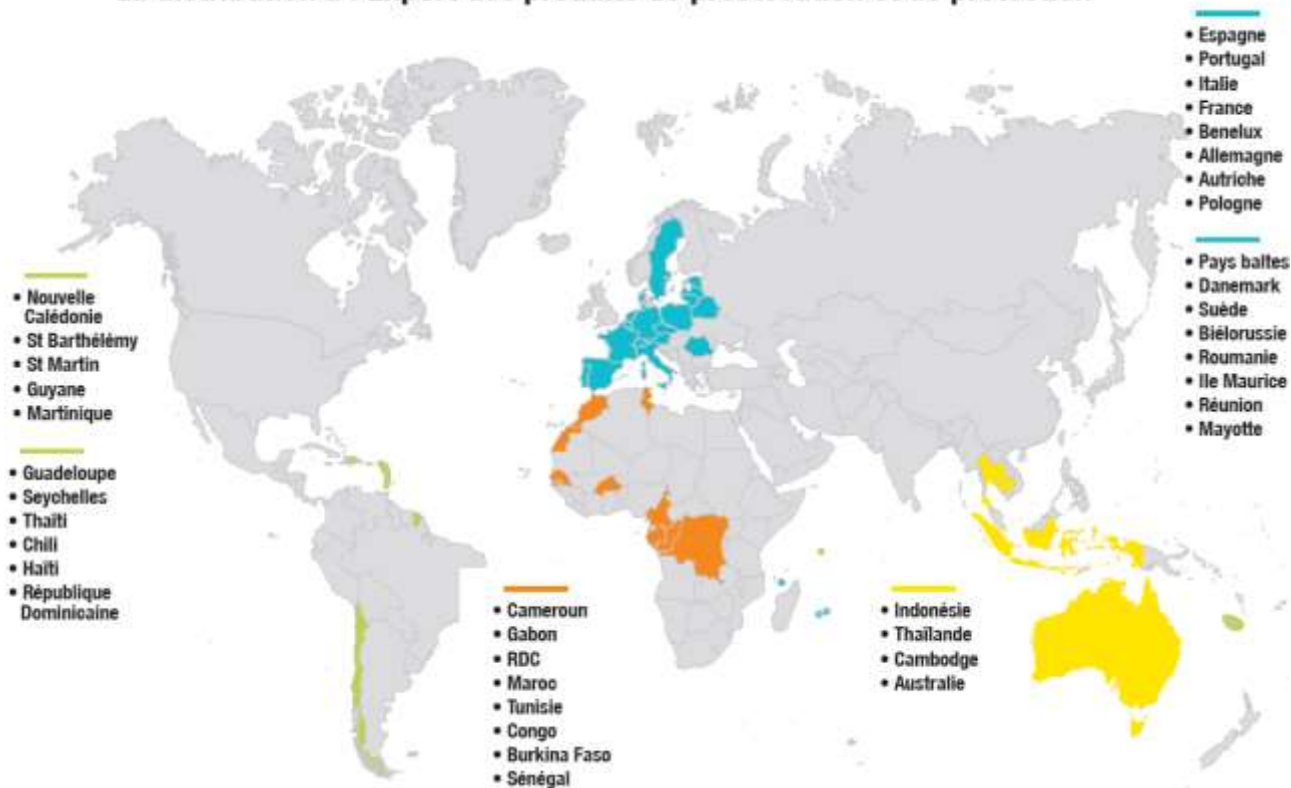 • Espagne
• Portugal
• Italie
• France
• Benelux
• Allemagne
• Autriche
• Pologne
• Pays baltes
• Danemark
• Suède
• Biélorussie
• Roumanie
• Ile Maurice
• Réunion
• Mayotte
• Nouvelle
Calédonie
• St Barthélémy
• St Martin
• Guyane
• Martinique
• Guadeloupe
• Seychelles
• Thaïti
• Chili
• Haïti
• République
Dominicaine
• Cameroun
• Gabon
• RDC
• Maroc
• Tunisie
• Congo
• Burkina Faso
• Sénégal
• Indonésie
• Thaïlande
• Cambodge
• Australie